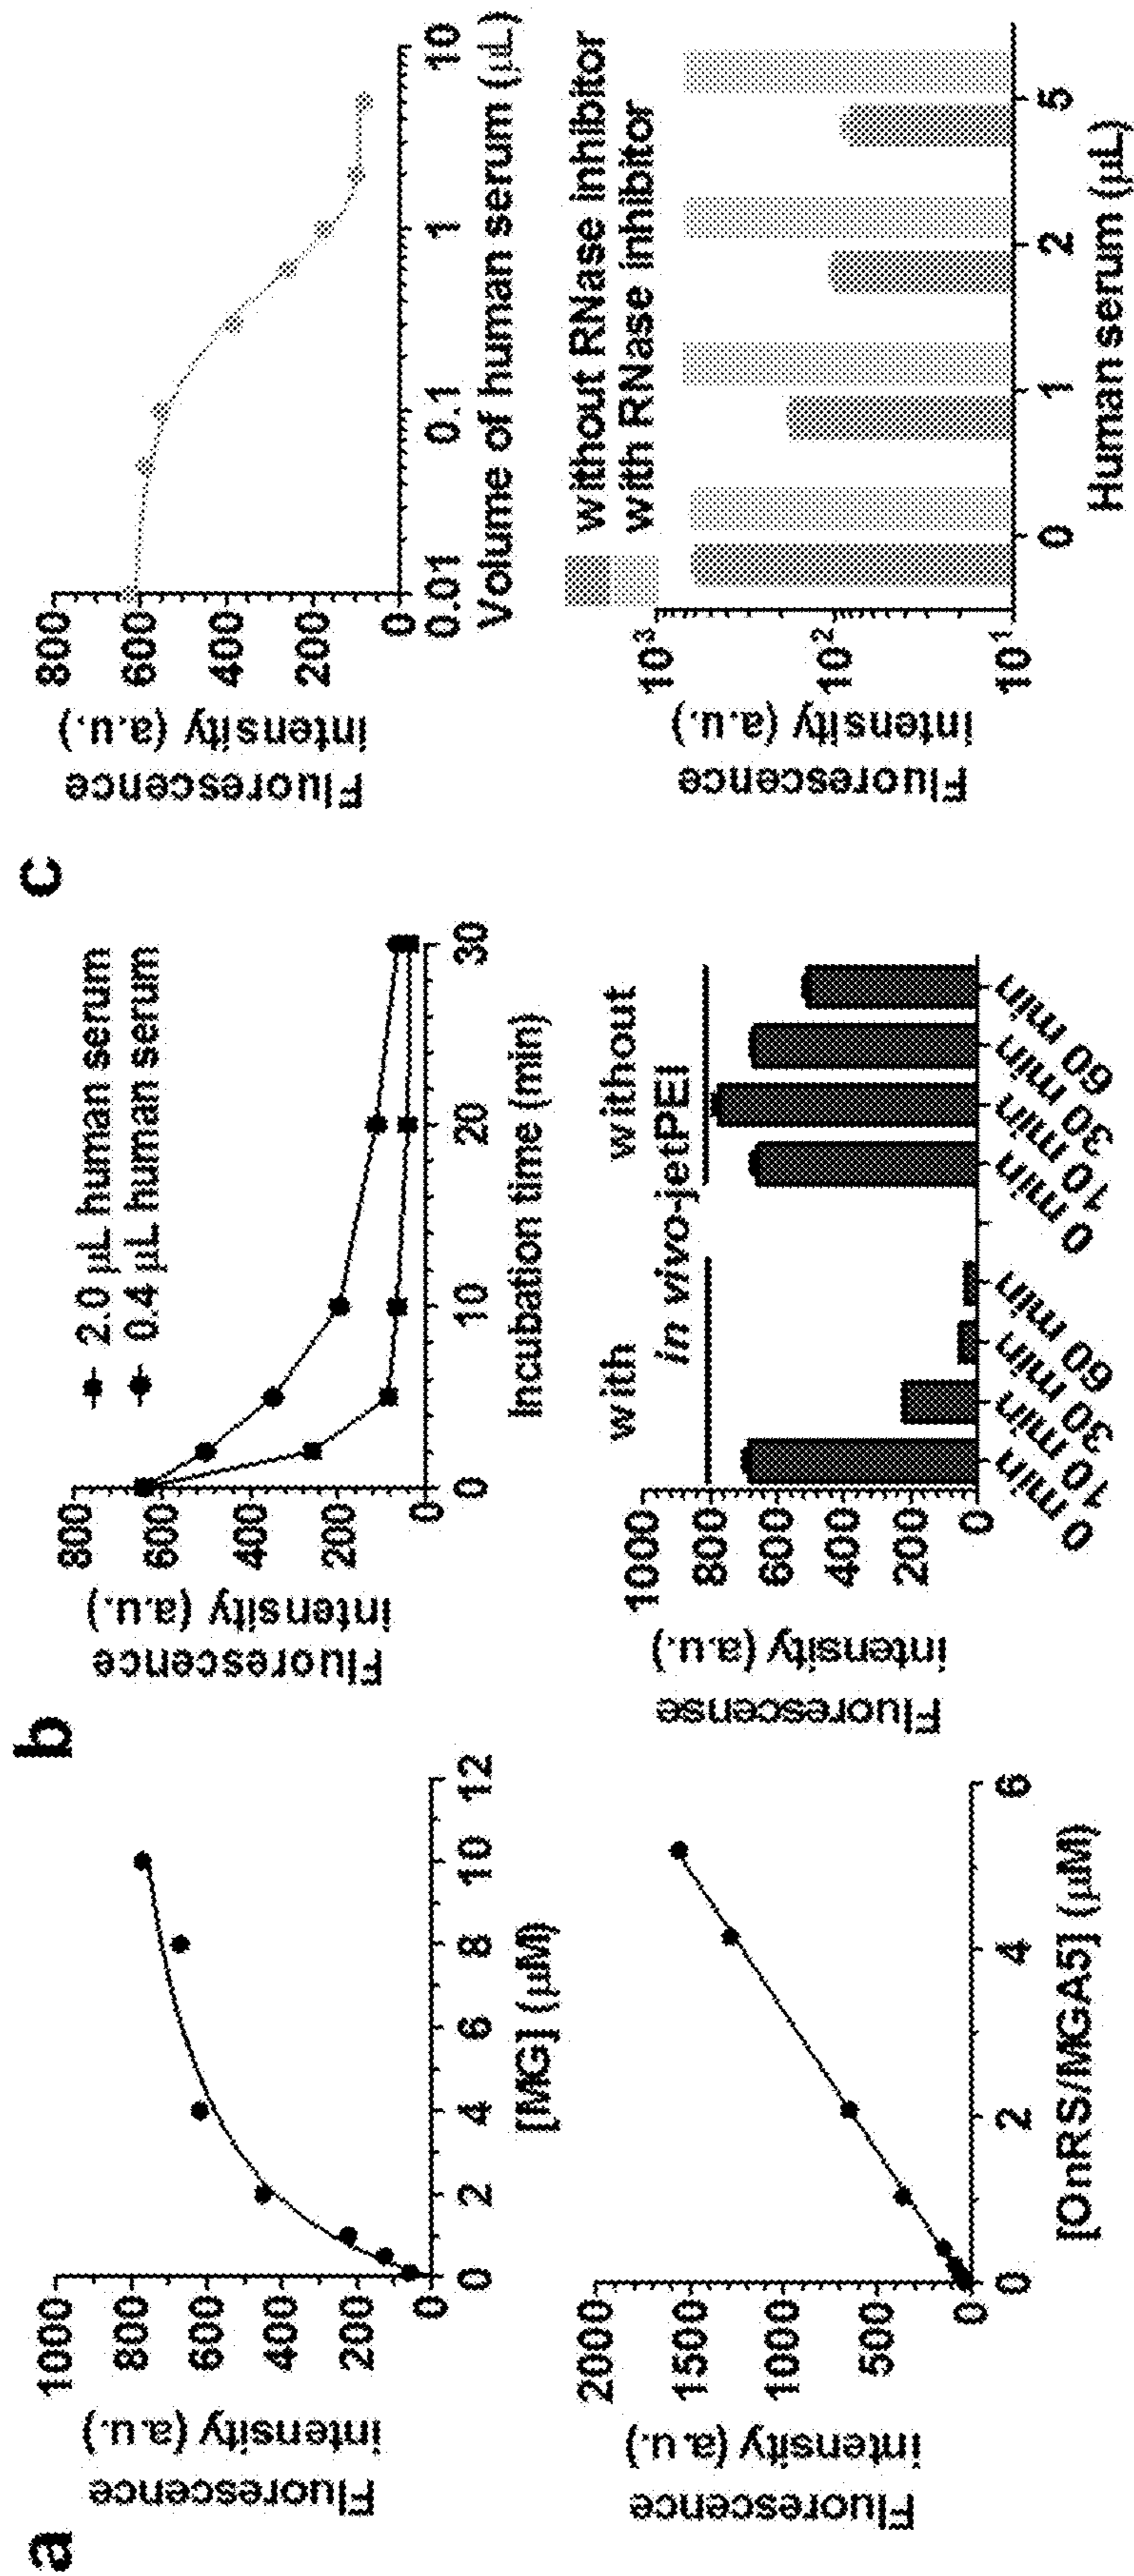 a
Fluorescence
intensity (a.u.)
1000
800
600
400
200
0
0 2 4 6 8 10 12
[MG] (µM)
Fluorescence
intensity (a.u.)
2000
1500
1000
500
0
0 2 4 6
[OnRS/MGA5] (µM)
b
Fluorescence
intensity (a.u.)
800
600
400
200
0
0 10 20 30
Incubation time (min)
2.0 µL human serum
0.4 µL human serum
Fluorescense
intensity (a.u.)
1000
800
600
400
200
0
with without
in vivo-jetPEI
0 min
10 min
30 min
60 min
0 min
10 min
30 min
60 min
c
Fluorescence
intensity (a.u.)
800
600
400
200
0
0.01 0.1 1 10
Volume of human serum (µL)
without RNase inhibitor
with RNase inhibitor
Fluorescence
intensity (a.u.)
10³
10²
10¹
0 1 2 5
Human serum (µL)